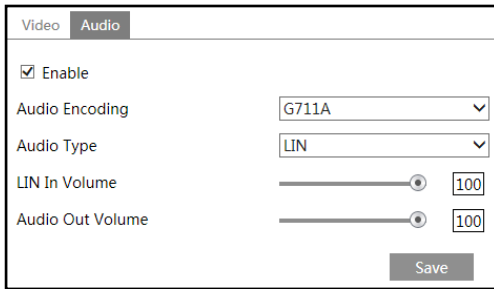 Video Audio
Enable
Audio Encoding G711A
Audio Type LIN
LIN In Volume 100
Audio Out Volume 100
Save